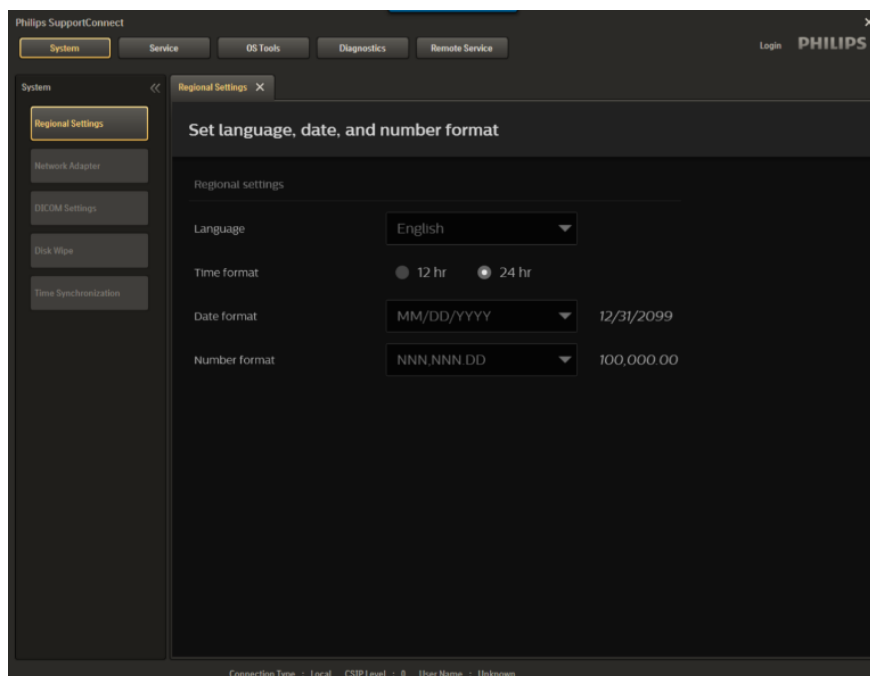 Philips SupportConnect
System Service OS Tools Diagnostics Remote Service Login PHILIPS
System Regional Settings
Regional Settings
Set language, date, and number format
Network Adapter
Regional settings
DICOM Settings
Language English
Disk Wipe
Time format 12 hr 24 hr
Time Synchronization
Date format MM/DD/YYYY 12/31/2099
Number format NNN,NNN.DD 100,000.00
Connection Type : Local CSIP Level : 0 User Name : Unknown